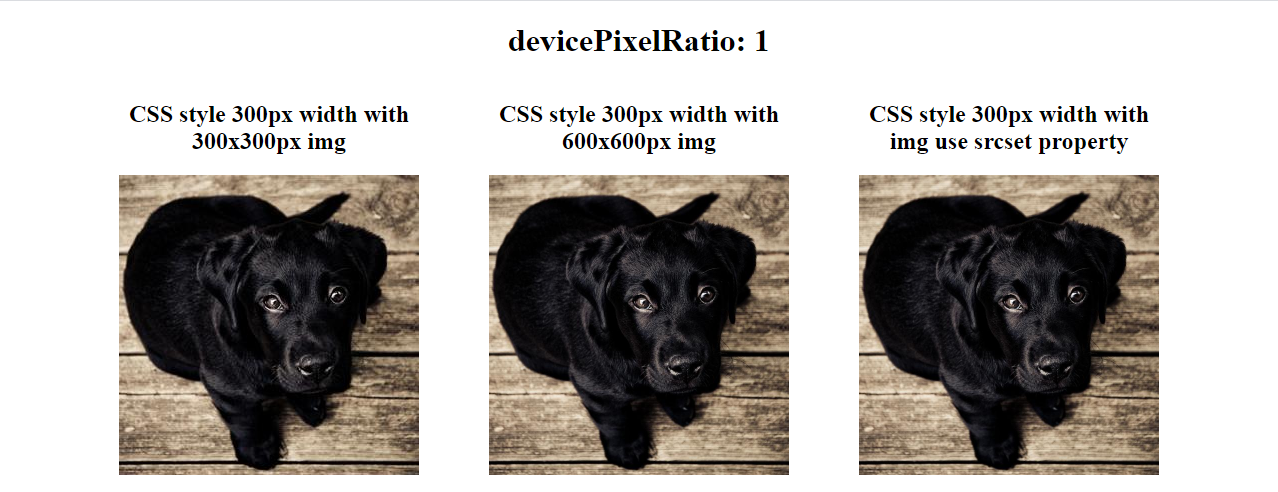 devicePixelRatio: 1
CSS style 300px width with
300x300px img
CSS style 300px width with
600x600px img
CSS style 300px width with
img use srcset property